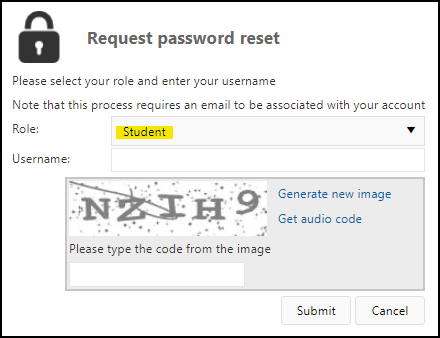 Request password reset
Please select your role and enter your username
Note that this process requires an email to be associated with your account
Role: Student
Username:
NZIH9
Generate new image
Get audio code
Please type the code from the image
Submit Cancel